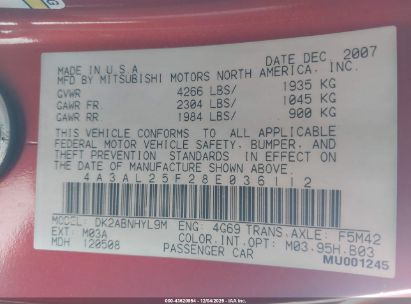 MADE IN U.S.A DATE DEC, 2007
MFD BY MITSUBISHI MOTORS NORTH AMERICA, INC.
GVWR 4266 LBS/ 1935 KG
GAWR FR. 2304 LBS/ 1045 KG
GAWR RR. 1984 LBS/ 900 KG
THIS VEHICLE CONFORMS TO ALL APPLICABLE
FEDERAL MOTOR VEHICLE SAFETY, BUMPER, AND
THEFT PREVENTION STANDARDS IN EFFECT ON THE
DATE OF MANUFACTURE SHOWN ABOVE.
4A3AL25F28E036112
MODEL: DK2ABNHYL9M ENG: 4G69 TRANS.AXLE: F5M42
EXT: M03A COLOR.INT.OPT: M03.95H.B03
MDH 120508 PASSENGER CAR
MU001245